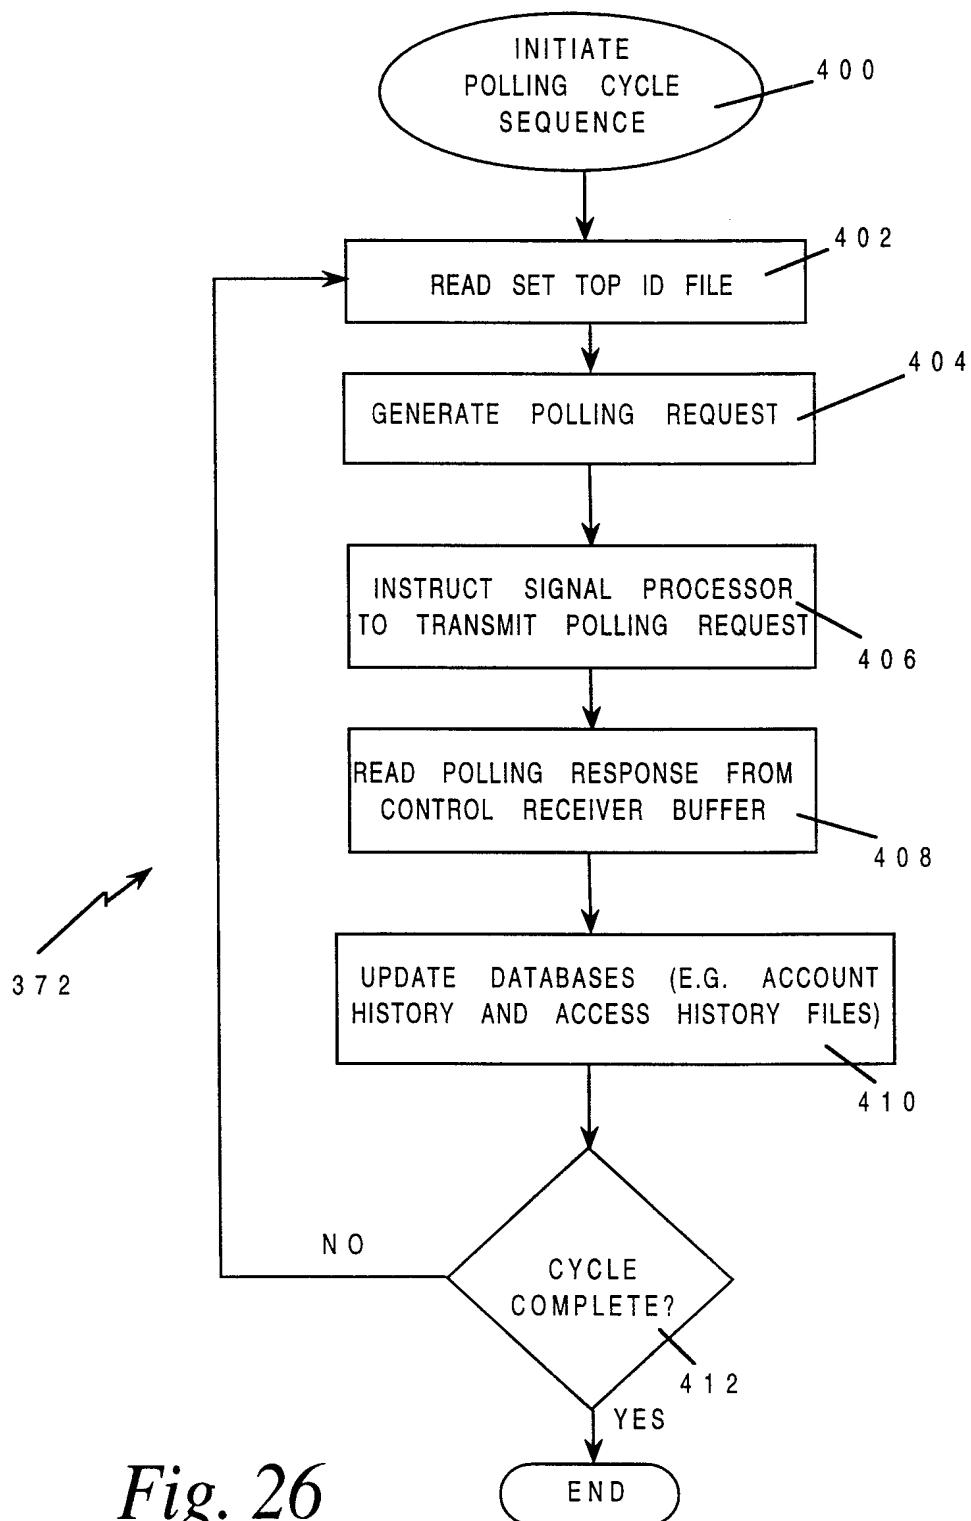 INITIATE
POLLING CYCLE
SEQUENCE
400
402
READ SET TOP ID FILE
404
GENERATE POLLING REQUEST
INSTRUCT SIGNAL PROCESSOR
TO TRANSMIT POLLING REQUEST
406
READ POLLING RESPONSE FROM
CONTROL RECEIVER BUFFER
408
372
UPDATE DATABASES (E.G. ACCOUNT
HISTORY AND ACCESS HISTORY FILES)
410
NO
CYCLE
COMPLETE?
412
YES
END
Fig. 26